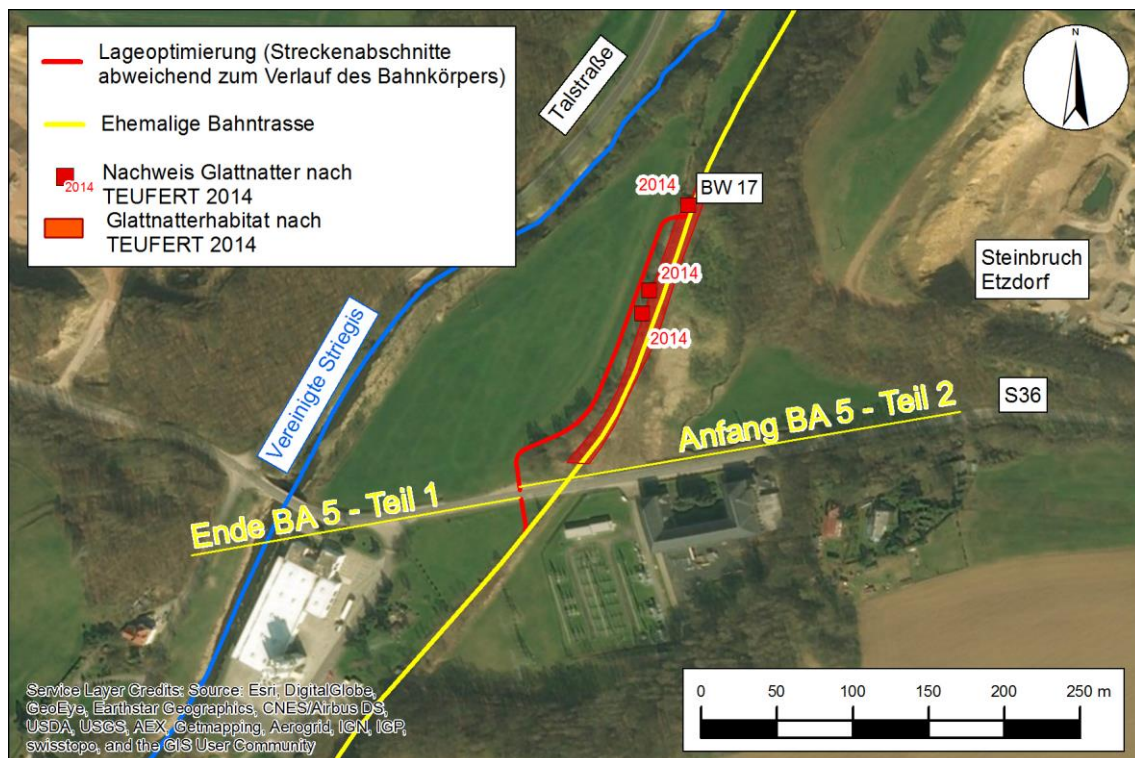 Lageoptimierung (Streckenabschnitte
abweichend zum Verlauf des Bahnkörpers)
Ehemalige Bahntrasse
2014
Nachweis Glattnatter nach
TEUFERT 2014
Glattnatterhabitat nach
TEUFERT 2014
Talstraße
N
2014
BW 17
2014
2014
Steinbruch
Etzdorf
Vereinigte Striegis
S36
Anfang BA 5 - Teil 2
Ende BA 5 - Teil 1
Service Layer Credits: Source: Esri, DigitalGlobe,
GeoEye, Earthstar Geographics, CNES/Airbus DS,
USDA, USGS, AEX, Getmapping, Aerogrid, IGN, IGP,
swisstopo, and the GIS User Community
0 50 100 150 200 250 m